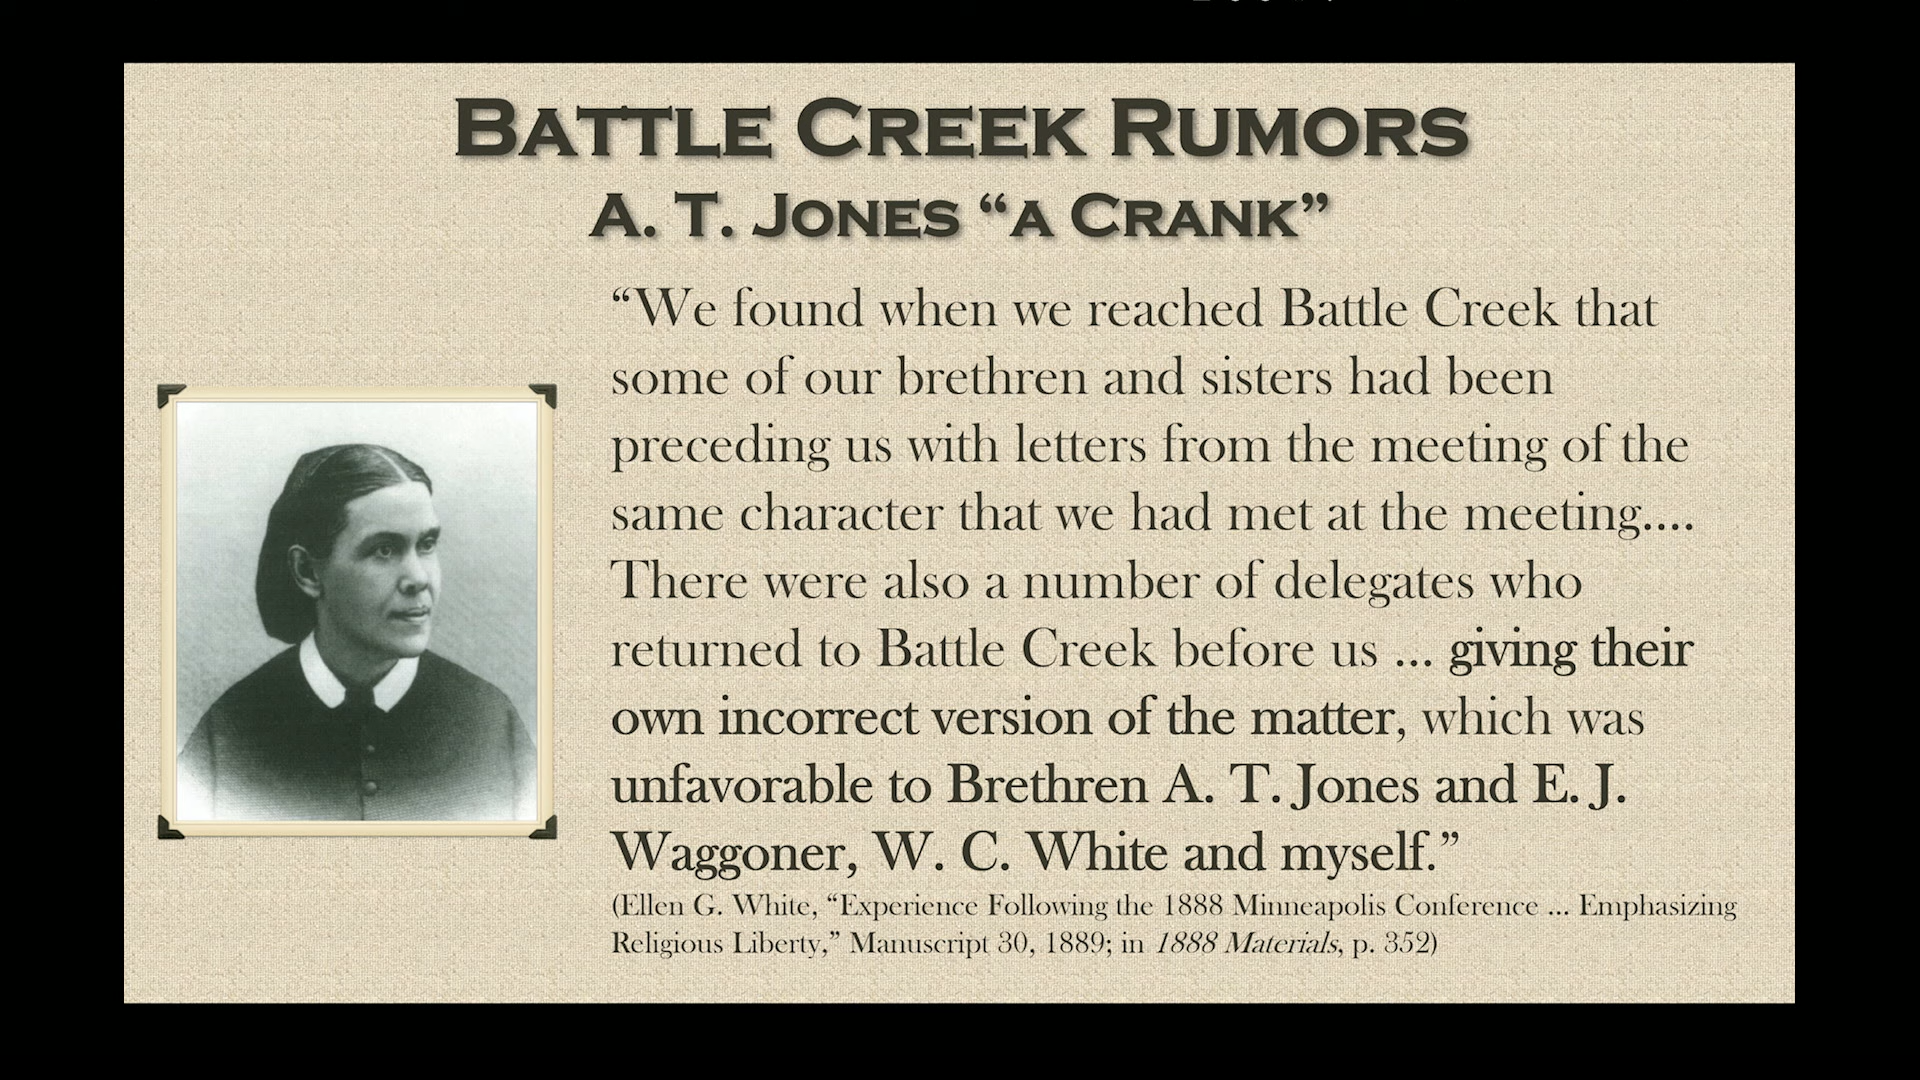 BATTLE CREEK RUMORS
A. T. JONES “A CRANK”
“We found when we reached Battle Creek that
some of our brethren and sisters had been
preceding us with letters from the meeting of the
same character that we had met at the meeting....
There were also a number of delegates who
returned to Battle Creek before us ... giving their
own incorrect version of the matter, which was
unfavorable to Brethren A. T. Jones and E. J.
Waggoner, W. C. White and myself.”
(Ellen G. White, “Experience Following the 1888 Minneapolis Conference ... Emphasizing
Religious Liberty,” Manuscript 30, 1889; in 1888 Materials, p. 352)